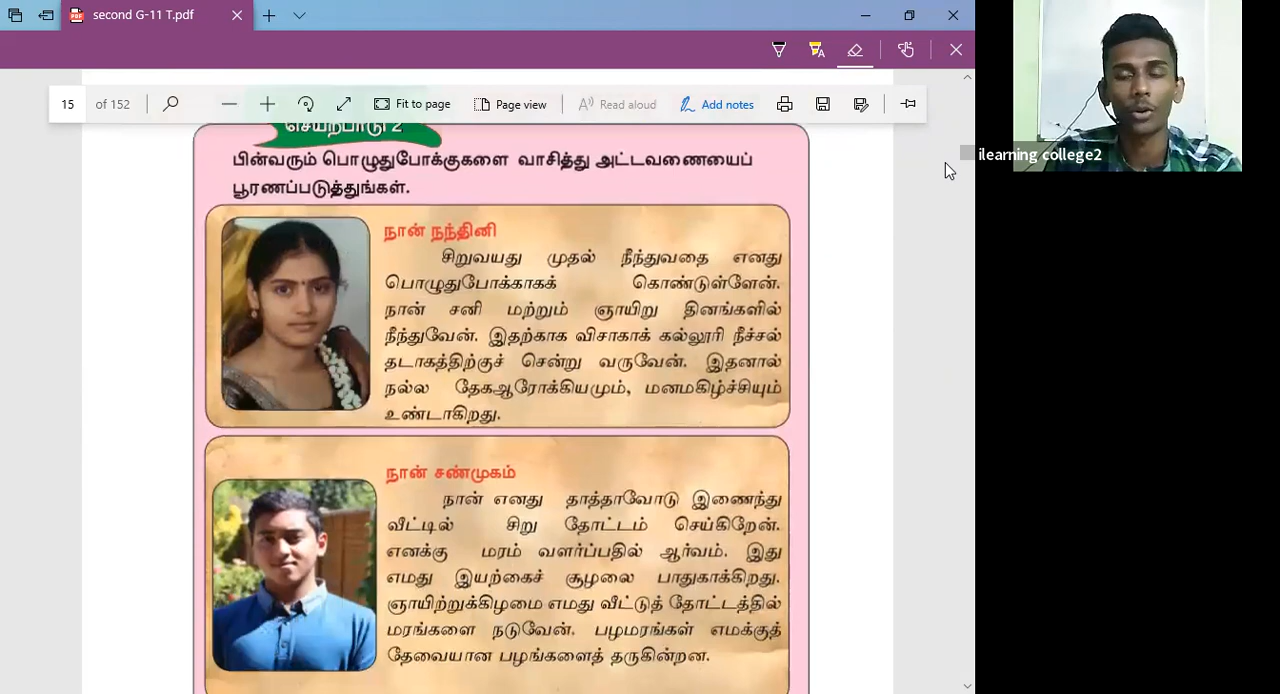 second G-11 T.pdf
15 of 152
Fit to page
Page view
Read aloud
Add notes
ilearning college2
செயற்பாடு 2
பின்வரும் பொழுதுபோக்குகளை வாசித்து அட்டவணையைப்
பூரணப்படுத்துங்கள்.
நான் நந்தினி
சிறுவயது முதல் நீந்துவதை எனது
பொழுதுபோக்காகக் கொண்டுள்ளேன்.
நான் சனி மற்றும் ஞாயிறு தினங்களில்
நீந்துவேன். இதற்காக விசாகாக் கல்லூரி நீச்சல்
தடாகத்திற்குச் சென்று வருவேன். இதனால்
நல்ல தேகஆரோக்கியமும், மனமகிழ்ச்சியும்
உண்டாகிறது.
நான் சண்முகம்
நான் எனது தாத்தாவோடு இணைந்து
வீட்டில் சிறு தோட்டம் செய்கிறேன்.
எனக்கு மரம் வளர்ப்பதில் ஆர்வம். இது
எமது இயற்கைச் சூழலை பாதுகாக்கிறது.
ஞாயிற்றுக்கிழமை எமது வீட்டுத் தோட்டத்தில்
மரங்களை நடுவேன். பழமரங்கள் எமக்குத்
தேவையான பழங்களைத் தருகின்றன.